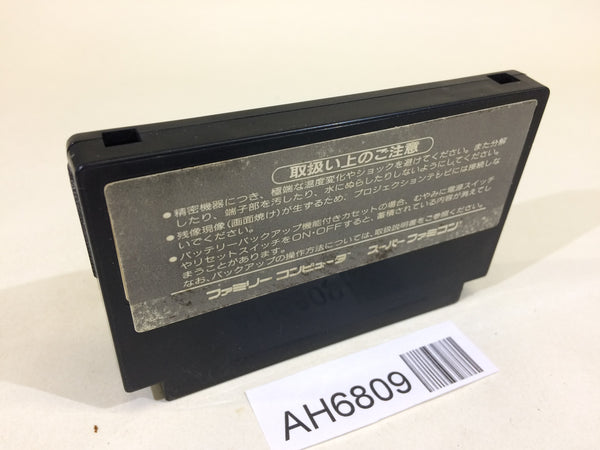 取扱い上のご注意
●精密機器につき、極端な温度変化やショックを避けてください。また分解
したり、端子部を汚したり、水にぬらしたりしないようにしてください。
●残像現像(画面焼け)が生ずるため、プロジェクションテレビには接続しな
いでください。
●バッテリーバックアップ機能付きカセットの場合、むやみに電源スイッチ
やリセットスイッチをON・OFFすると、蓄積されている内容が消えてし
まうことがあります。
なお、バックアップの操作方法については、取扱説明書をご参照ください。
ファミリー コンピュータ スーパー ファミコン
AH6809